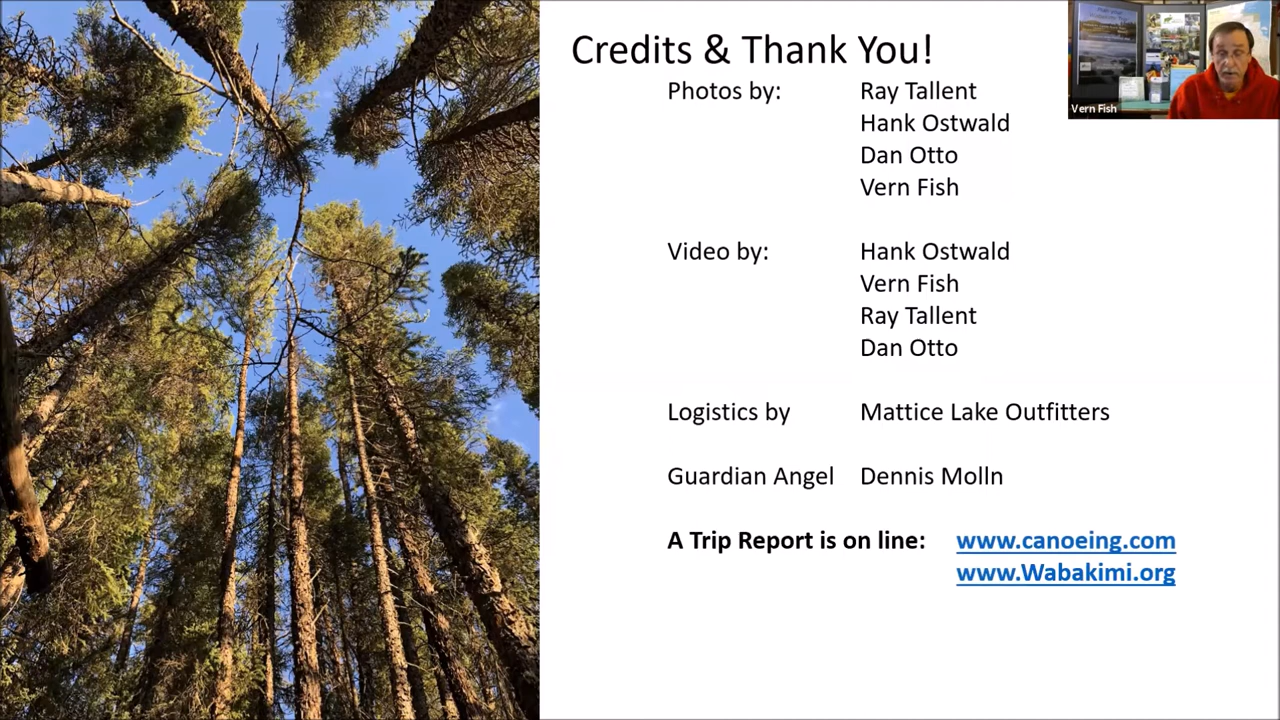 Credits & Thank You!
Photos by: Ray Tallent
Hank Ostwald
Dan Otto
Vern Fish
Video by: Hank Ostwald
Vern Fish
Ray Tallent
Dan Otto
Logistics by Mattice Lake Outfitters
Guardian Angel Dennis Molln
A Trip Report is on line: www.canoeing.com
www.Wabakimi.org
Vern Fish